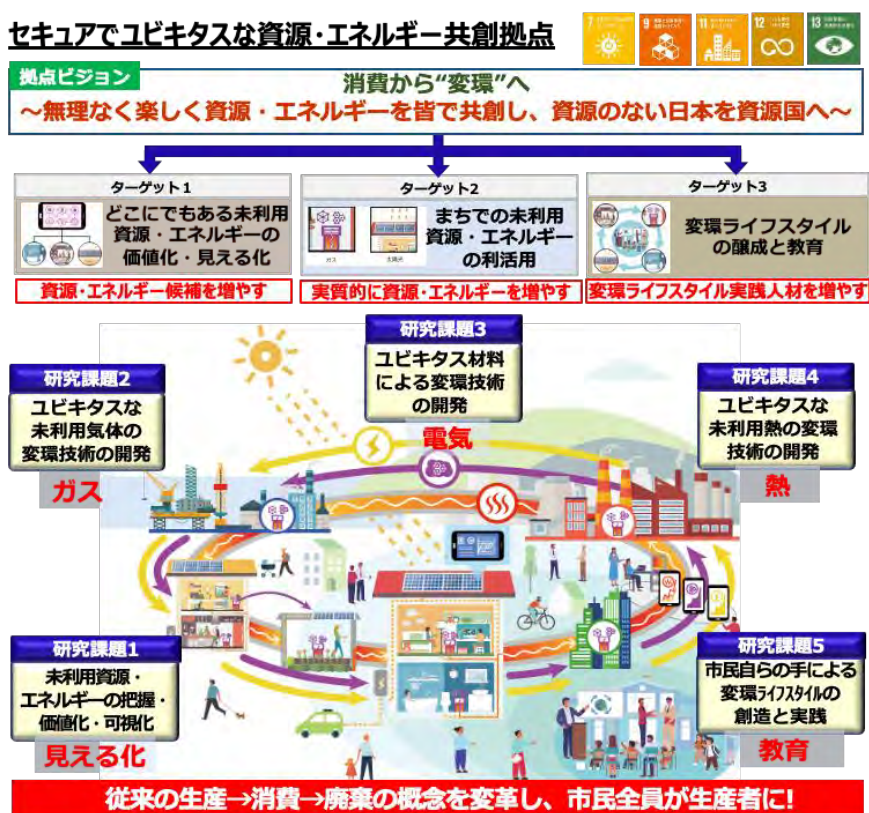 セキュアでユビキタスな資源・エネルギー共創拠点
7
9
11
12
13
拠点ビジョン
消費から“変環”へ
～無理なく楽しく資源・エネルギーを皆で共創し、資源のない日本を資源国へ～
ターゲット1
どこにでもある未利用
資源・エネルギーの
価値化・見える化
資源・エネルギー候補を増やす
ターゲット2
ガス
太陽光
まちでの未利用
資源・エネルギー
の利活用
実質的に資源・エネルギーを増やす
ターゲット3
変環ライフスタイル
の醸成と教育
変環ライフスタイル実践人材を増やす
研究課題3
ユビキタス材料
による変環技術
の開発
電気
研究課題2
ユビキタスな
未利用気体の
変環技術の開発
ガス
研究課題4
ユビキタスな
未利用熱の変環
技術の開発
熱
研究課題1
未利用資源・
エネルギーの把握・
価値化・可視化
見える化
研究課題5
市民自らの手による
変環ライフスタイルの
創造と実践
教育
従来の生産→消費→廃棄の概念を変革し、市民全員が生産者に!